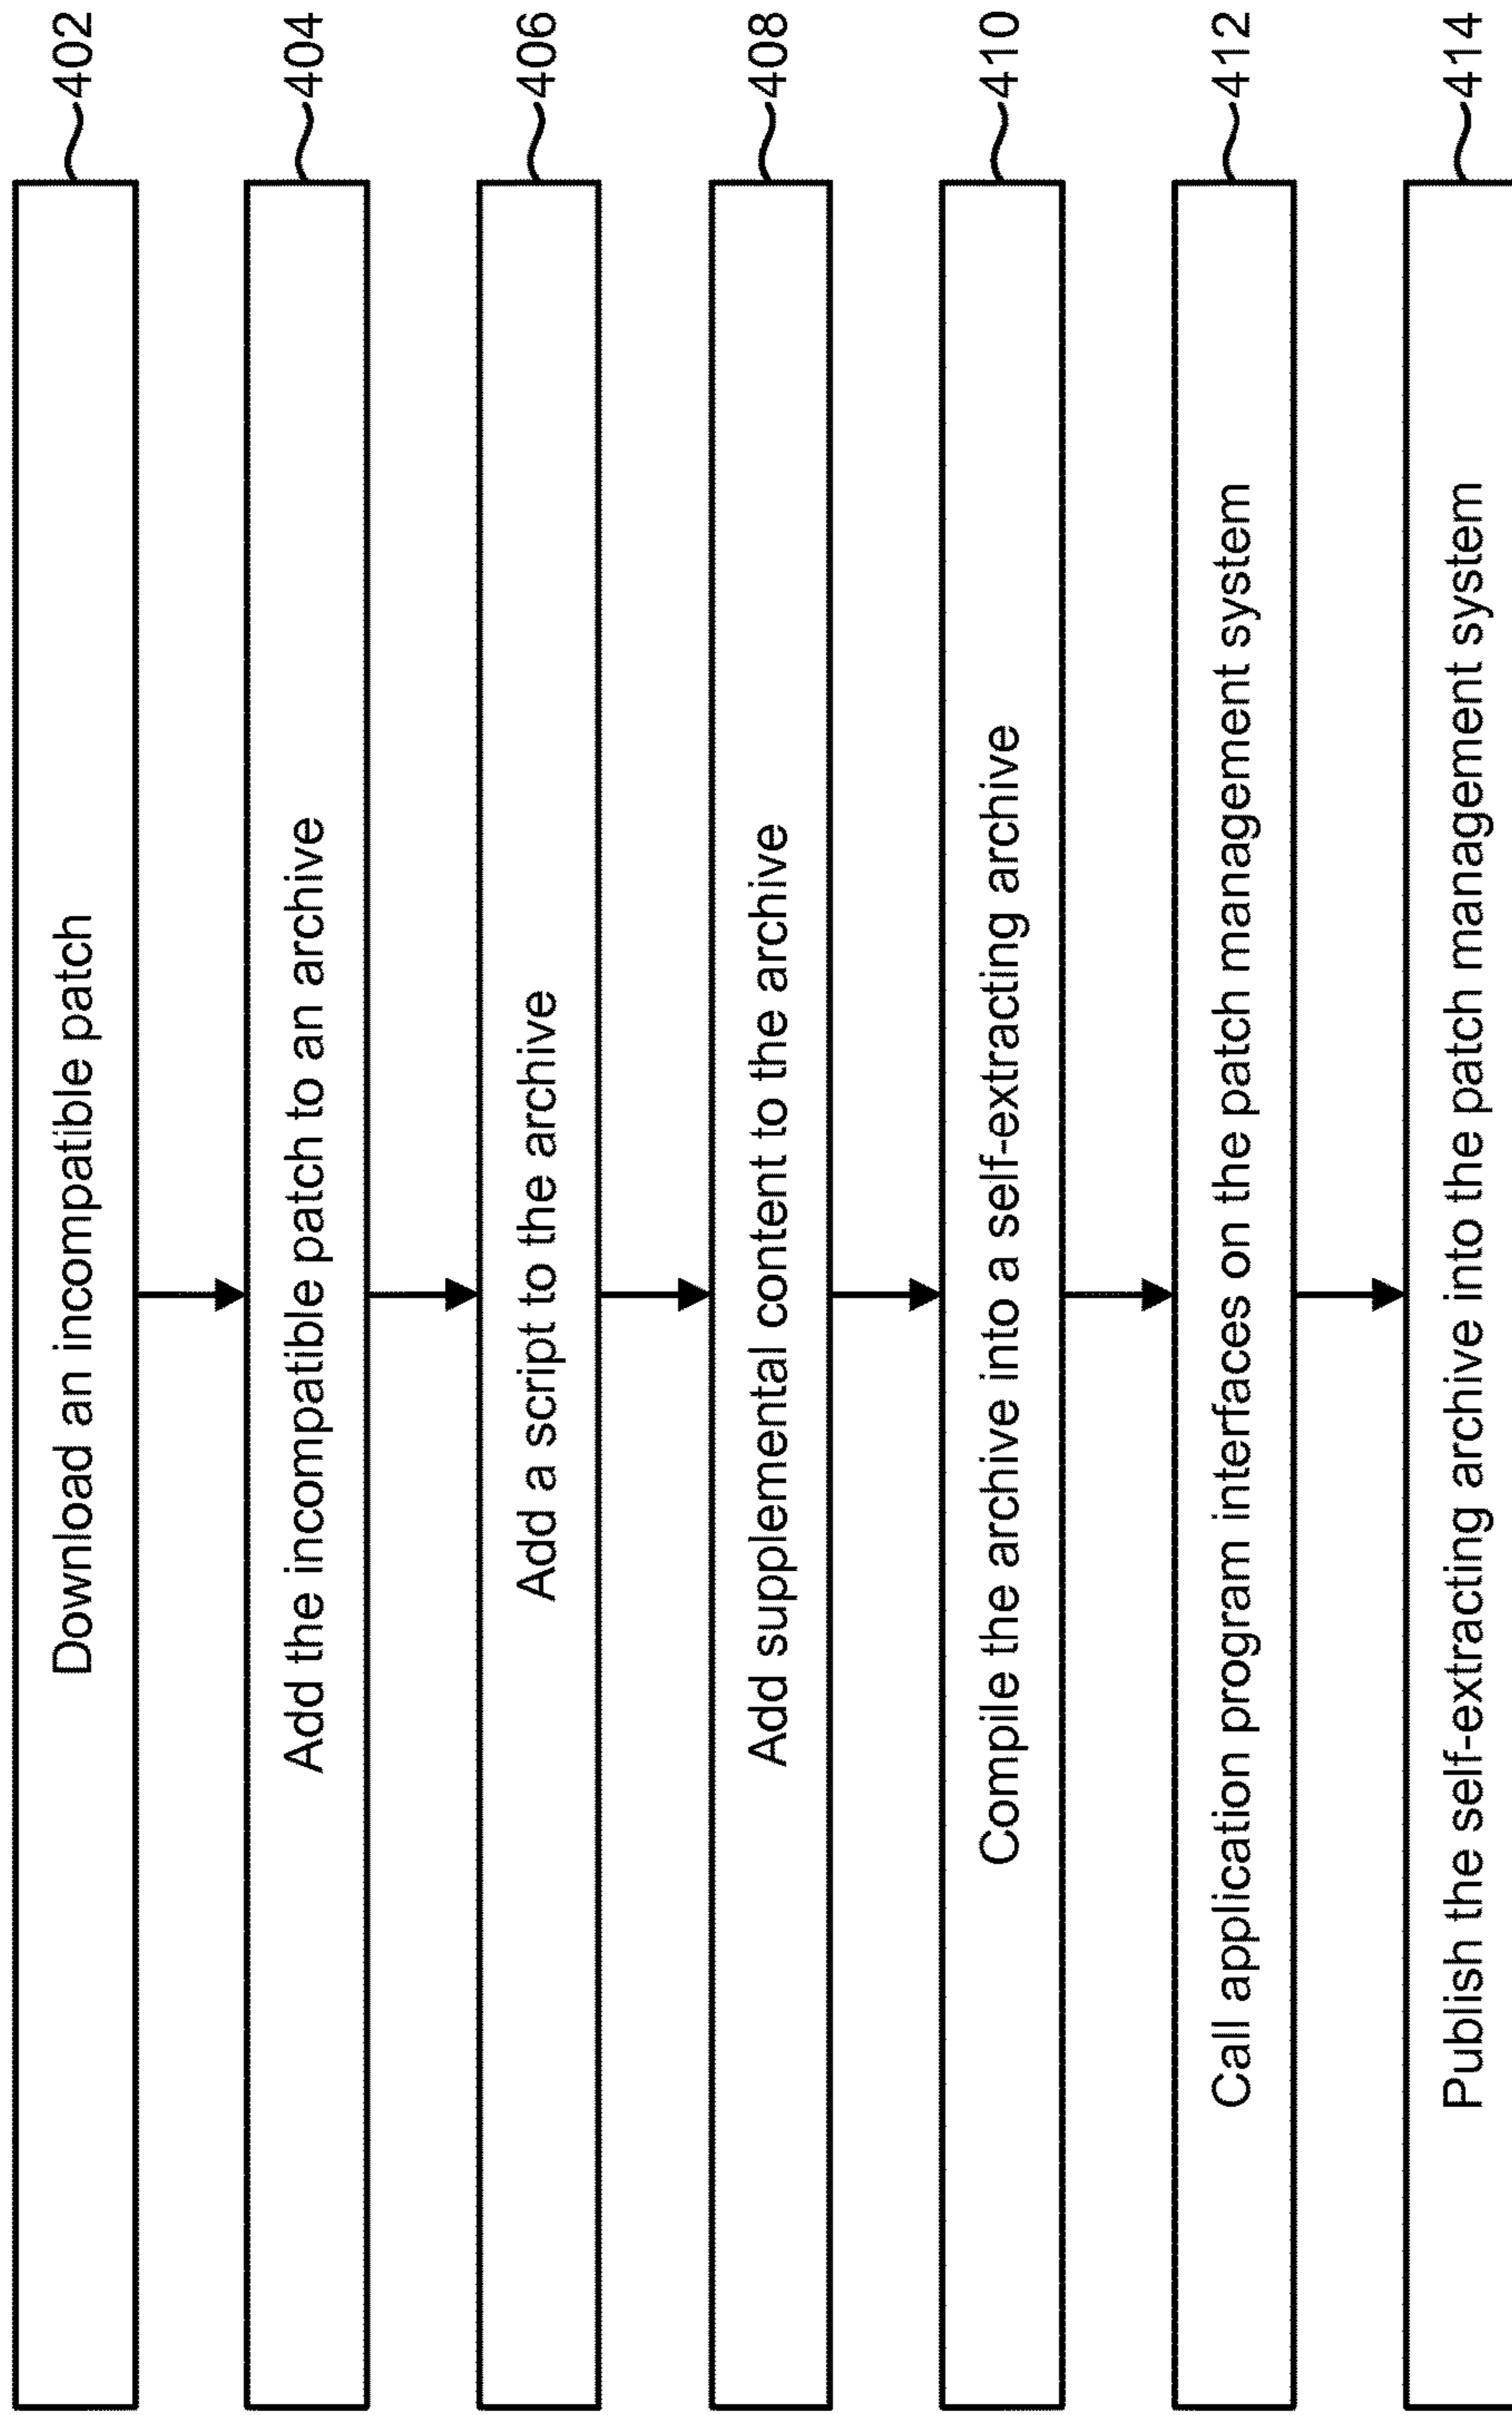 Download an incompatible patch
402
Add the incompatible patch to an archive
404
Add a script to the archive
406
Add supplemental content to the archive
408
Compile the archive into a self-extracting archive
410
Call application program interfaces on the patch management system
412
Publish the self-extracting archive into the patch management system
414